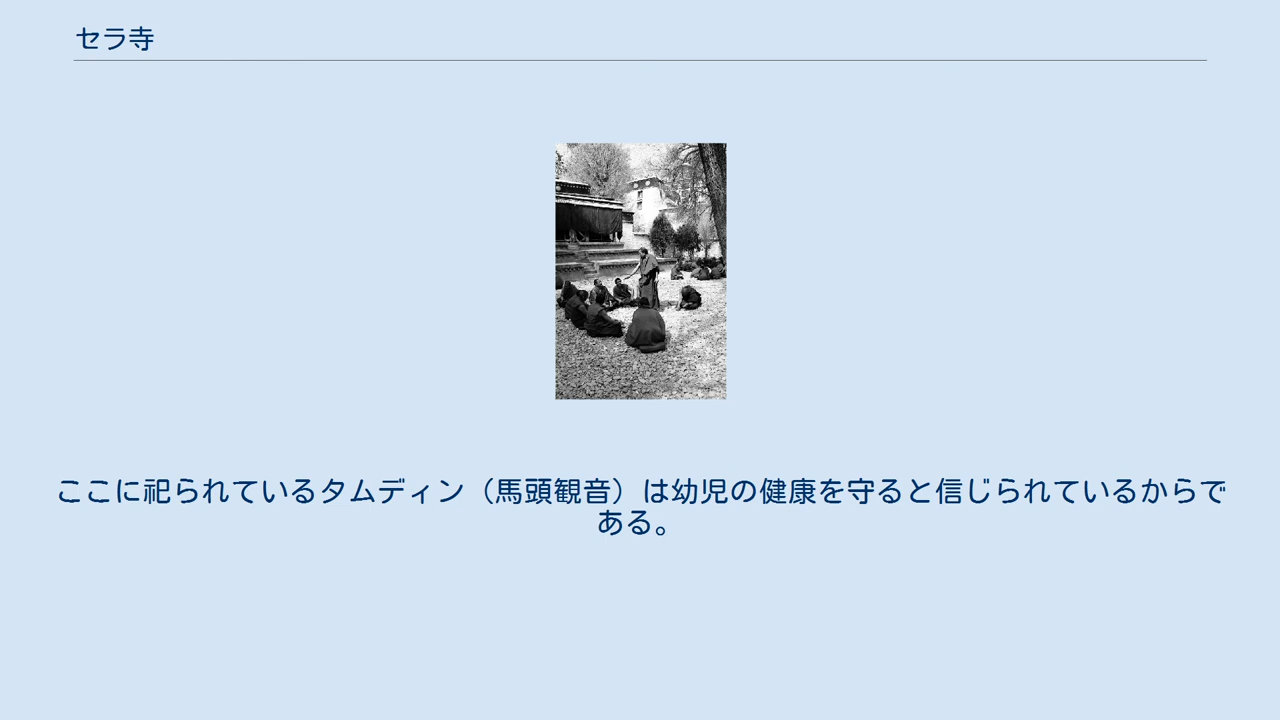 セラ寺
ここに祀られているタムディン（馬頭観音）は幼児の健康を守ると信じられているからで
ある。